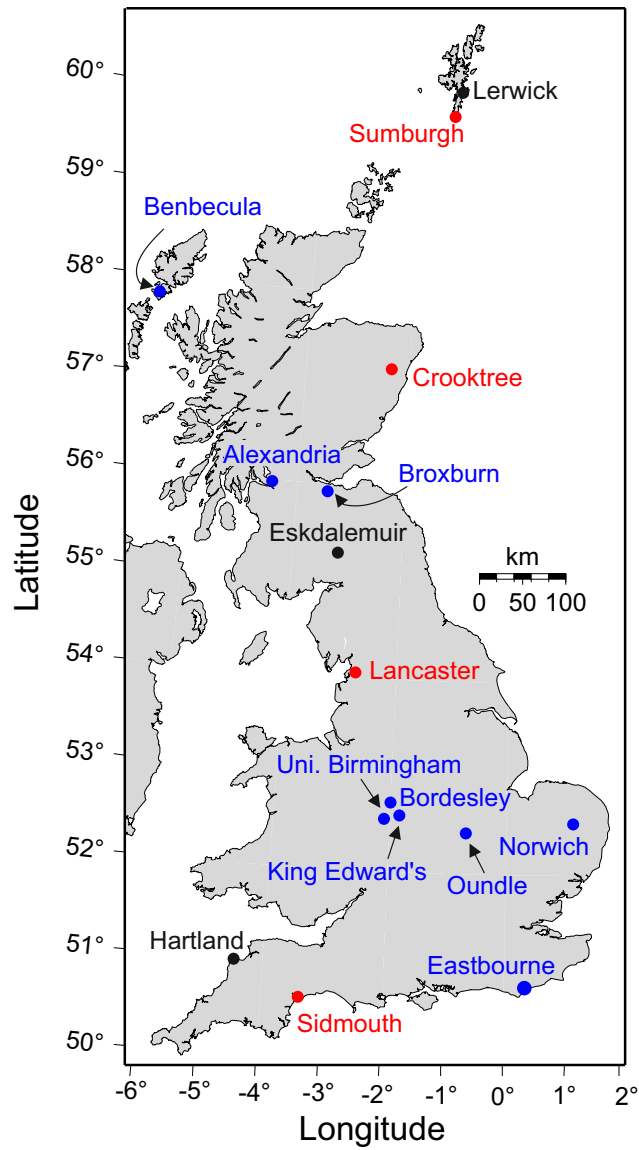 60°
Lerwick
Sumburgh
59°
Benbecula
58°
57°
Crooktree
56°
Alexandria
Broxburn
Eskdalemuir
55°
km
0 50 100
54°
Lancaster
53°
Uni. Birmingham
Bordesley
52°
King Edward's
Oundle
Norwich
51°
Hartland
Eastbourne
Sidmouth
50°
Latitude
-6° -5° -4° -3° -2° -1° 0° 1° 2°
Longitude